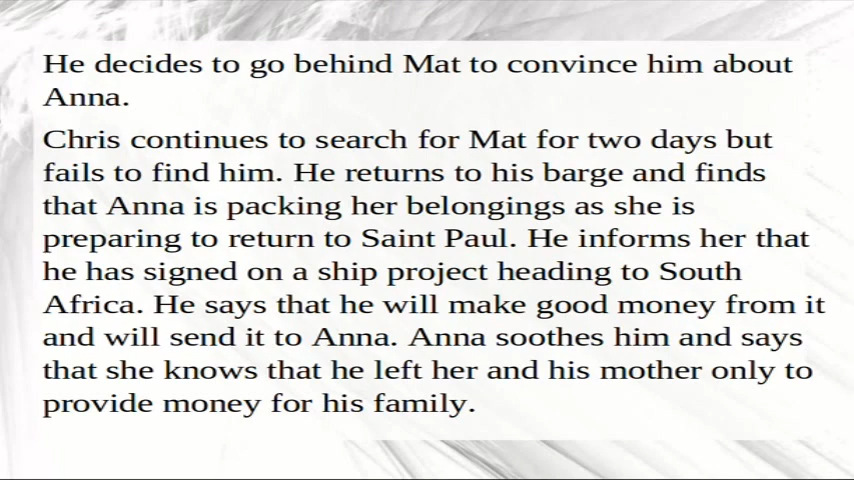 He decides to go behind Mat to convince him about
Anna.
Chris continues to search for Mat for two days but
fails to find him. He returns to his barge and finds
that Anna is packing her belongings as she is
preparing to return to Saint Paul. He informs her that
he has signed on a ship project heading to South
Africa. He says that he will make good money from it
and will send it to Anna. Anna soothes him and says
that she knows that he left her and his mother only to
provide money for his family.